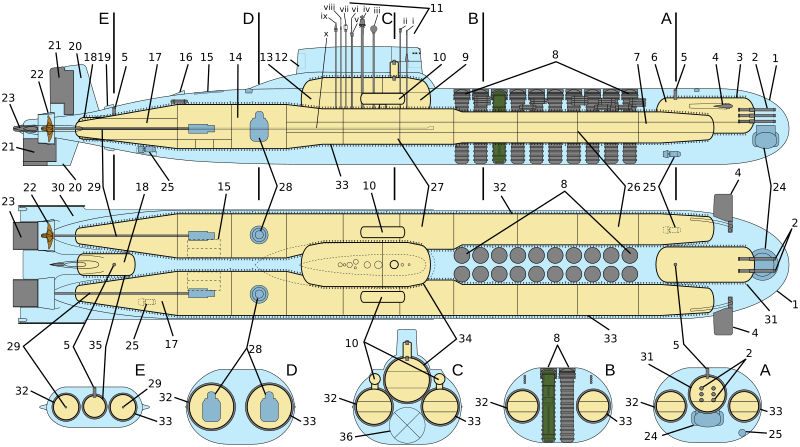 viii vii vi iv iii 11
ix v ii i
x
E D C B A
21 20 18 19 5 17 16 15 14 13 12 10 9 8 7 6 5 4 3 2 1
22
23
21
20 29 25 28 33 27 26 25 24
23 22 30 18 15 10 32 8 4
2
1
31
4
29 5 35 25 17 28 10 34 8 33 5
E D C B A
32 29 33
32 33
32 33 36
32 33
31 2 32 33 24 25